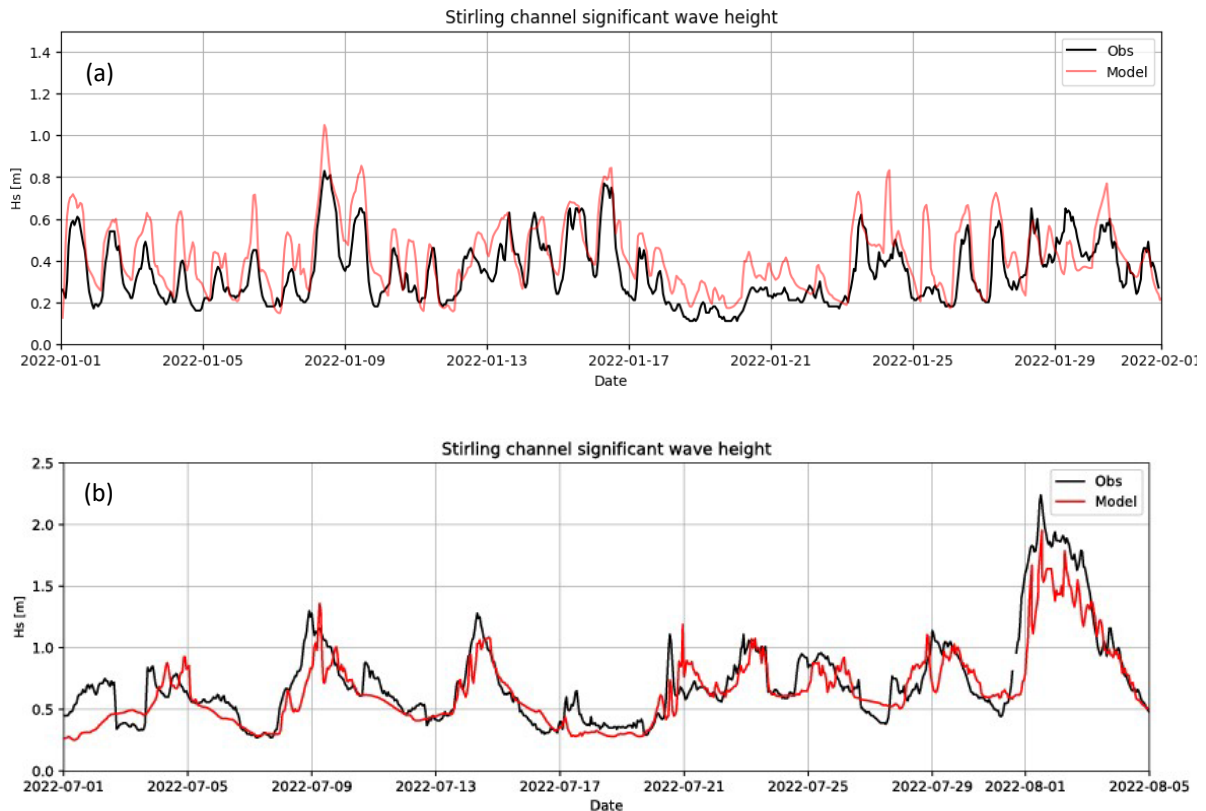 Stirling channel significant wave height
(a)
Obs
Model
1.4
1.2
1.0
0.8
0.6
0.4
0.2
0.0
Hs [m]
2022-01-01 2022-01-05 2022-01-09 2022-01-13 2022-01-17 2022-01-21 2022-01-25 2022-01-29 2022-02-01
Date
Stirling channel significant wave height
(b)
Obs
Model
2.5
2.0
1.5
1.0
0.5
0.0
Hs [m]
2022-07-01 2022-07-05 2022-07-09 2022-07-13 2022-07-17 2022-07-21 2022-07-25 2022-07-29 2022-08-01 2022-08-05
Date